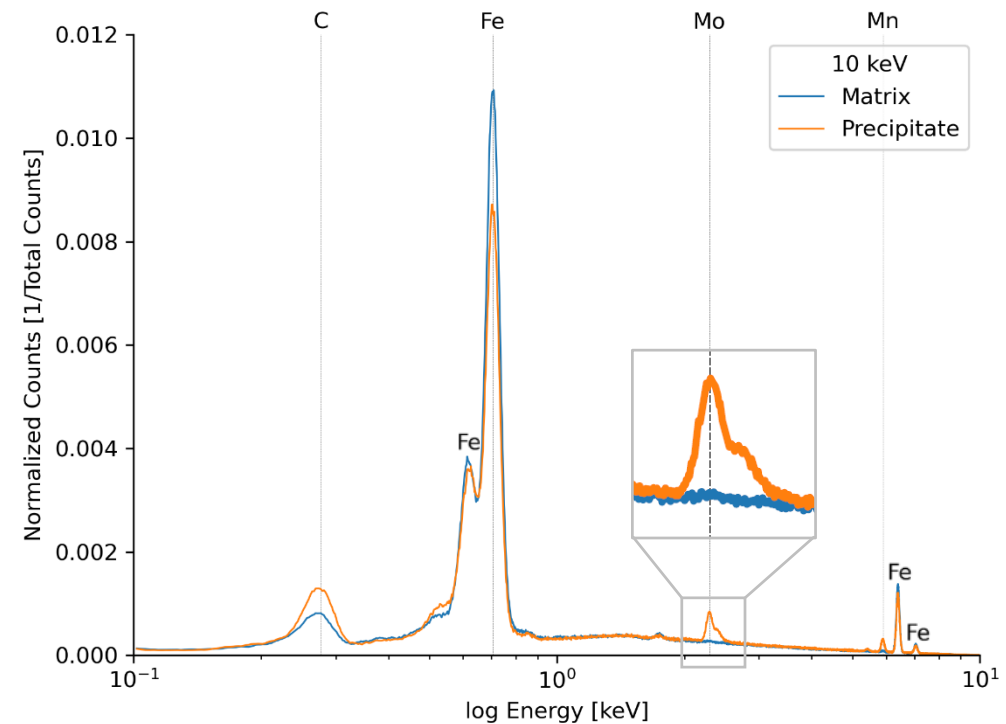 C Fe Mo Mn
0.012
0.010
0.008
0.006
0.004
0.002
0.000
Normalized Counts [1/Total Counts]
10 keV
Matrix
Precipitate
Fe
Fe
Fe
10⁻¹ 10⁰ 10¹
log Energy [keV]